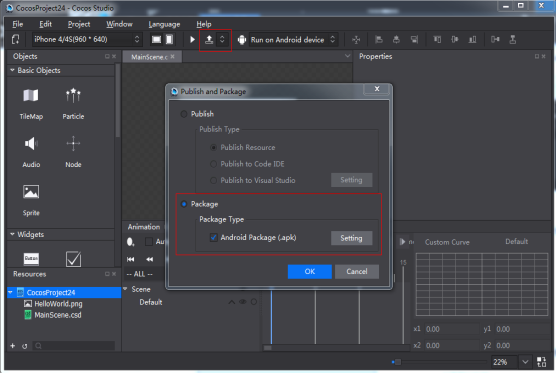 CocosProject24 - Cocos Studio
File Edit Project Window Language Help
iPhone 4/4S(960 * 640) Run on Android device
Objects MainScene.c Properties
Basic Objects
TileMap Particle
Audio Node
Sprite
Widgets
Button
Resources
CocosProject24
HelloWorld.png
MainScene.csd
Publish and Package
Publish
Publish Type
Publish Resource
Publish to Code IDE
Publish to Visual Studio Setting
Package
Package Type
Android Package (.apk) Setting
OK Cancel
Animation
Au
-- ALL --
Scene
Default
15
Custom Curve Default
x1 0.00 y1 0.00
x2 0.00 y2 0.00
22%